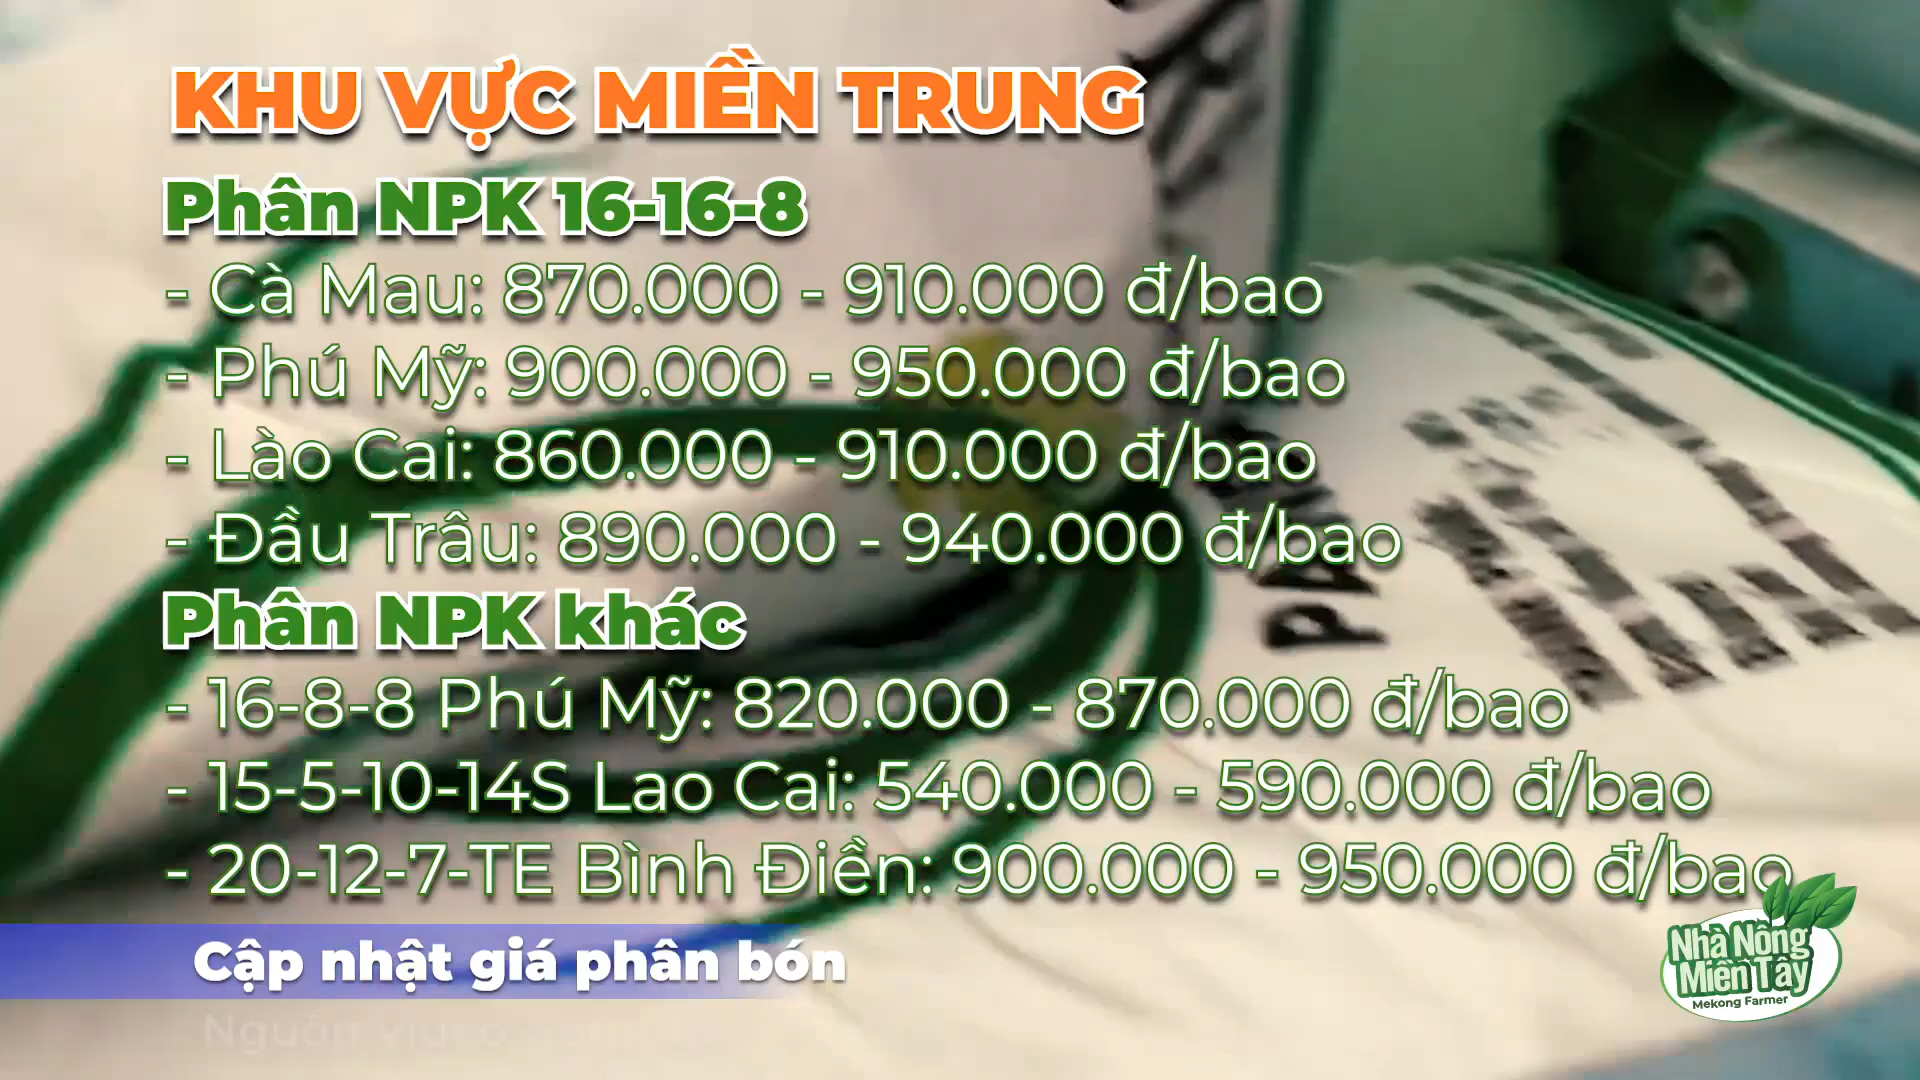 KHU VỰC MIỀN TRUNG
Phân NPK 16-16-8
- Cà Mau: 870.000 - 910.000 đ/bao
- Phú Mỹ: 900.000 - 950.000 đ/bao
- Lào Cai: 860.000 - 910.000 đ/bao
- Đầu Trâu: 890.000 - 940.000 đ/bao
Phân NPK khác
- 16-8-8 Phú Mỹ: 820.000 - 870.000 đ/bao
- 15-5-10-14S Lao Cai: 540.000 - 590.000 đ/bao
- 20-12-7-TE Bình Điền: 900.000 - 950.000 đ/bao
Cập nhật giá phân bón
Nhà Nông
Miền Tây
Mekong Farmer